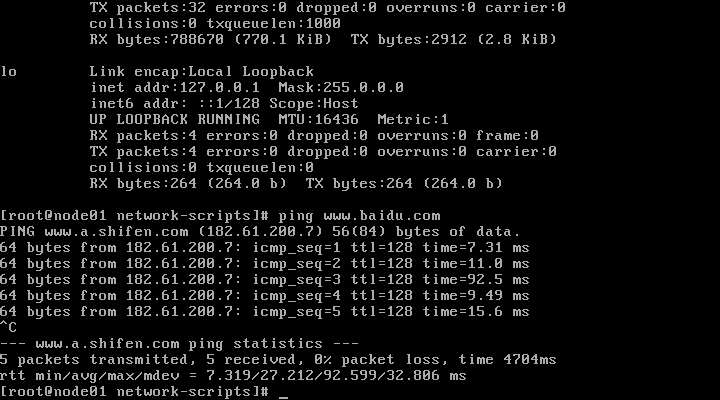 TX packets:32 errors:0 dropped:0 overruns:0 carrier:0
collisions:0 txqueuelen:1000
RX bytes:788670 (770.1 KiB)  TX bytes:2912 (2.8 KiB)
lo        Link encap:Local Loopback
inet addr:127.0.0.1  Mask:255.0.0.0
inet6 addr: ::1/128 Scope:Host
UP LOOPBACK RUNNING  MTU:16436  Metric:1
RX packets:4 errors:0 dropped:0 overruns:0 frame:0
TX packets:4 errors:0 dropped:0 overruns:0 carrier:0
collisions:0 txqueuelen:0
RX bytes:264 (264.0 b)  TX bytes:264 (264.0 b)
[root@node01 network-scripts]# ping www.baidu.com
PING www.a.shifen.com (182.61.200.7) 56(84) bytes of data.
64 bytes from 182.61.200.7: icmp_seq=1 ttl=128 time=7.31 ms
64 bytes from 182.61.200.7: icmp_seq=2 ttl=128 time=11.0 ms
64 bytes from 182.61.200.7: icmp_seq=3 ttl=128 time=92.5 ms
64 bytes from 182.61.200.7: icmp_seq=4 ttl=128 time=9.49 ms
64 bytes from 182.61.200.7: icmp_seq=5 ttl=128 time=15.6 ms
^C
--- www.a.shifen.com ping statistics ---
5 packets transmitted, 5 received, 0% packet loss, time 4704ms
rtt min/avg/max/mdev = 7.319/27.212/92.599/32.806 ms
[root@node01 network-scripts]# _